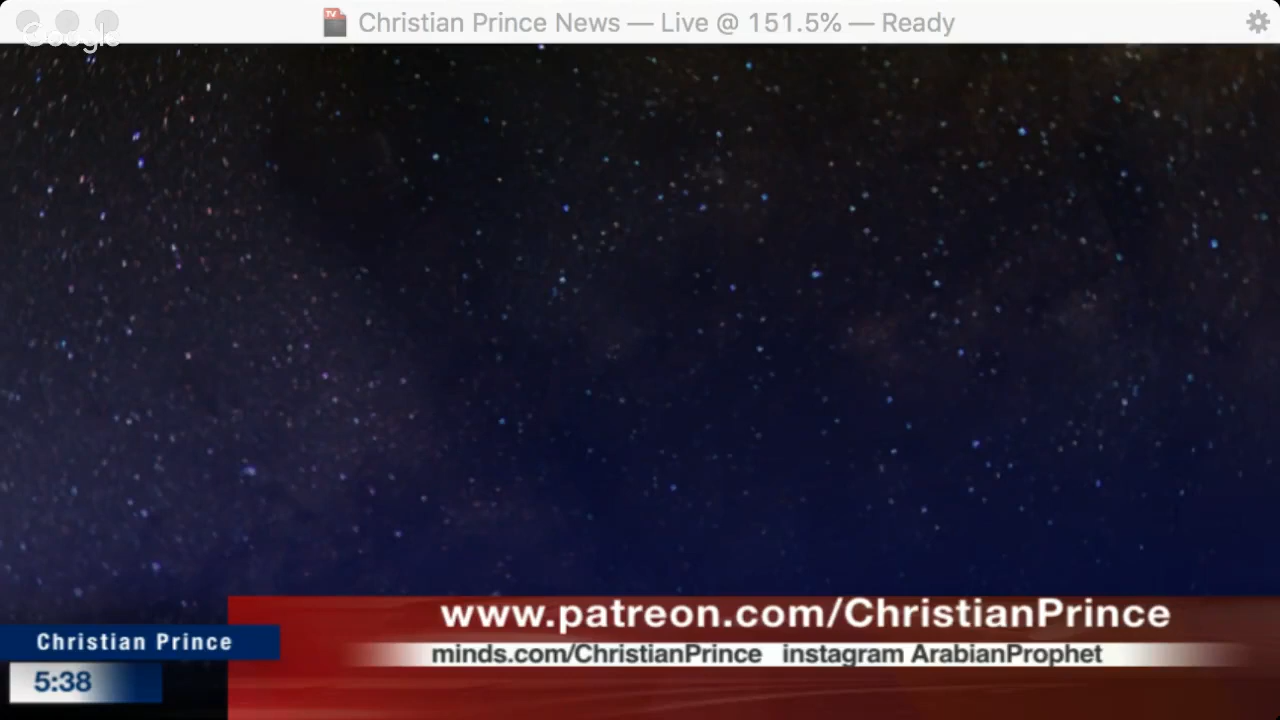 Christian Prince News — Live @ 151.5% — Ready
Google
www.patreon.com/ChristianPrince
Christian Prince
minds.com/ChristianPrince instagram ArabianProphet
5:38